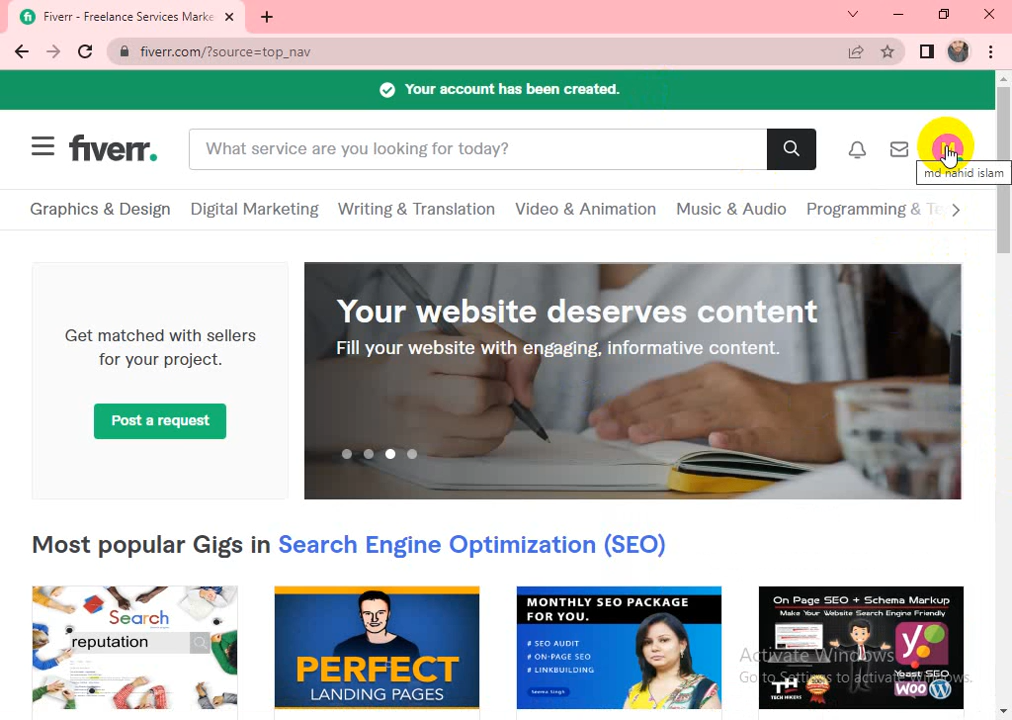 Fiverr - Freelance Services Marke
fiverr.com/?source=top_nav
Your account has been created.
fiverr.
What service are you looking for today?
md nahid islam
Graphics & Design
Digital Marketing
Writing & Translation
Video & Animation
Music & Audio
Programming & Te
Get matched with sellers
for your project.
Post a request
Your website deserves content
Fill your website with engaging, informative content.
Most popular Gigs in Search Engine Optimization (SEO)
Search
reputation
PERFECT
LANDING PAGES
MONTHLY SEO PACKAGE
FOR YOU.
# SEO AUDIT
# ON-PAGE SEO
# LINKBUILDING
On Page SEO + Schema Markup
Make Your Website Search Engine Friendly
TECH MAKERS
Yoast SEO
WOO
Activate Windows
Go to Settings to activate Windows.